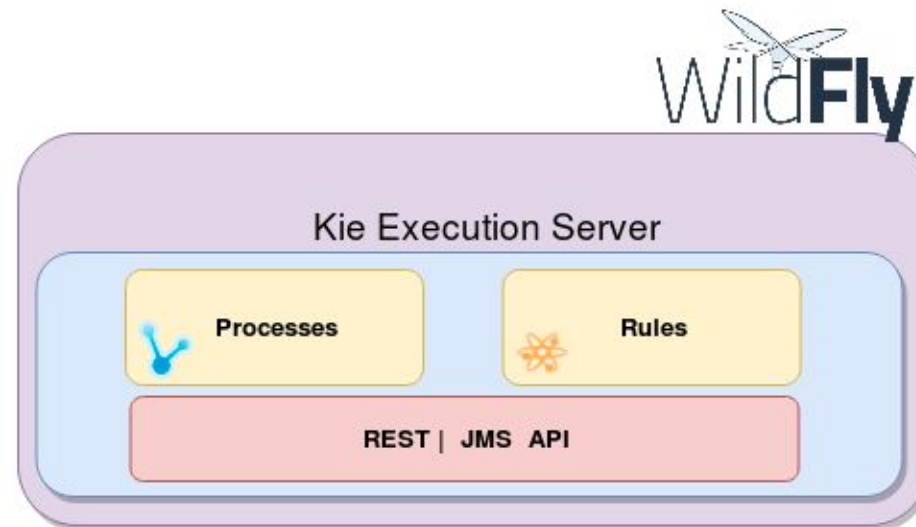 WildFly
Kie Execution Server
Processes
Rules
REST | JMS API